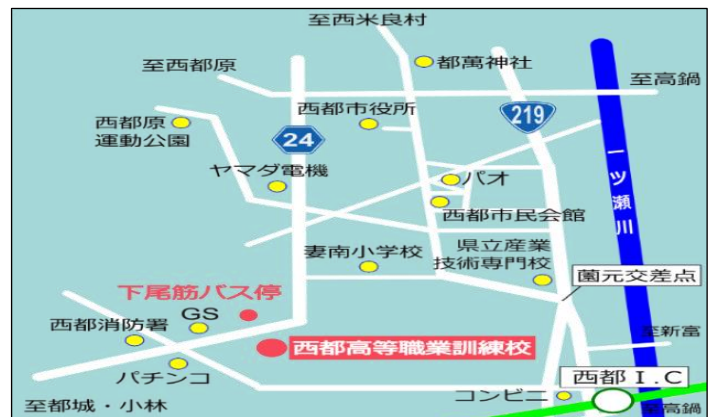 至西米良村
都萬神社
至西都原
至高鍋
西都市役所
219
西都原
運動公園
24
ヤマダ電機
パオ
一ツ瀬川
西都市民会館
妻南小学校
県立産業
技術専門校
薗元交差点
下尾筋バス停
GS
西都消防署
至新富
西都高等職業訓練校
パチンコ
西都 I.C
コンビニ
至都城・小林
至高鍋